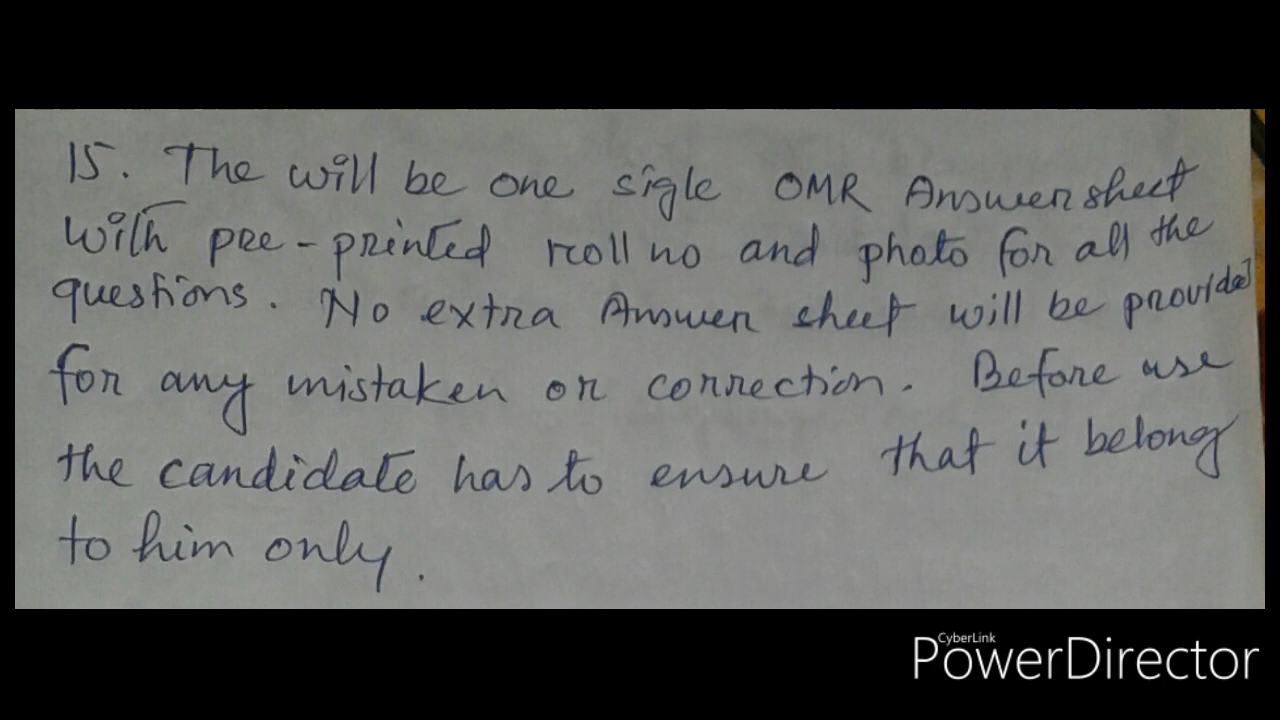 15. The will be one sigle OMR Answer sheet
with pre-printed roll no and photo for all the
questions. No extra Answer sheet will be provided
for any mistaken or correction. Before use
the candidate has to ensure that it belong
to him only.
CyberLink
PowerDirector